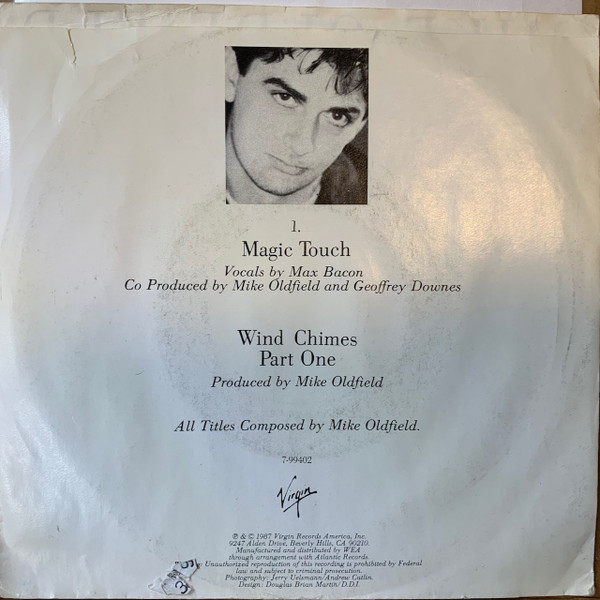 1.
Magic Touch
Vocals by Max Bacon
Co Produced by Mike Oldfield and Geoffrey Downes
Wind Chimes
Part One
Produced by Mike Oldfield
All Titles Composed by Mike Oldfield.
7-99402
Virgin
℗ & © 1987 Virgin Records America, Inc.
9247 Alden Drive, Beverly Hills, CA 90210.
Manufactured and distributed by WEA
through arrangement with Atlantic Records.
Unauthorized reproduction of this recording is prohibited by Federal
law and subject to criminal prosecution.
Photography: Jerry Uelsmann/Andrew Catlin.
Design: Douglas Brian Martin/D.D.I.